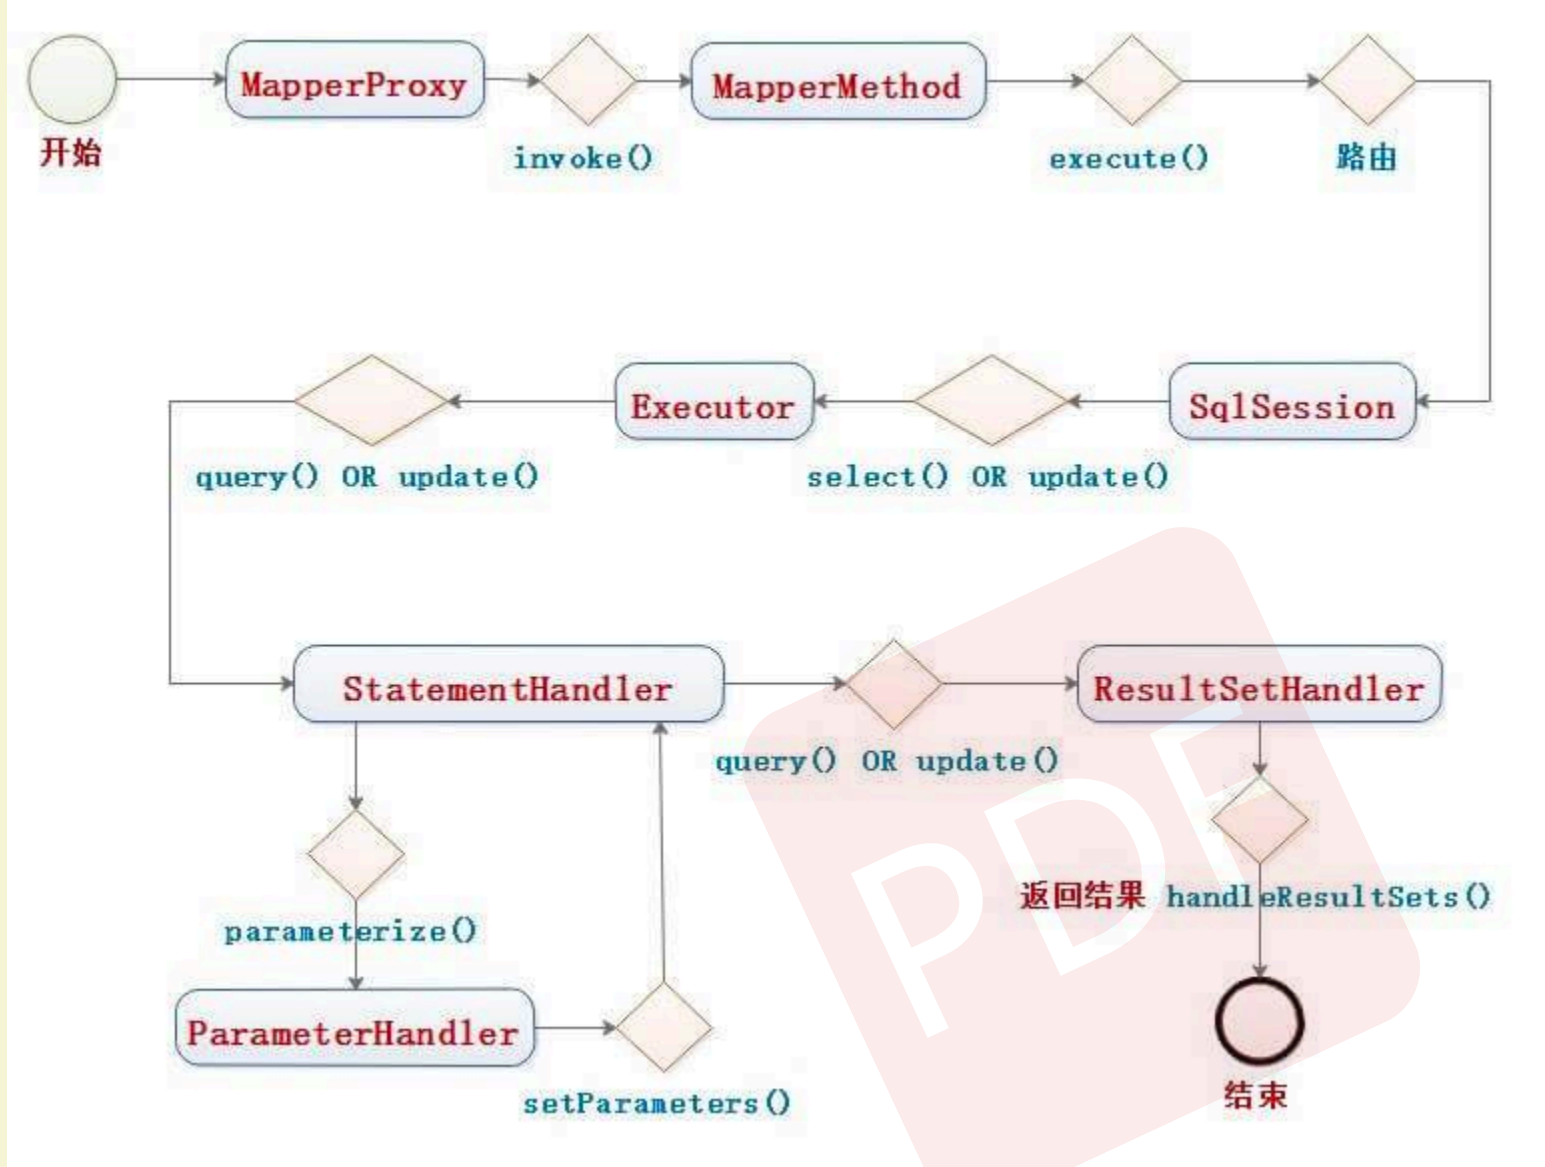 MapperProxy
MapperMethod
开始
invoke()
execute()
路由
Executor
SqlSession
query() OR update()
select() OR update()
StatementHandler
ResultSetHandler
query() OR update()
返回结果 handleResultSets()
parameterize()
ParameterHandler
setParameters()
结束
PDF